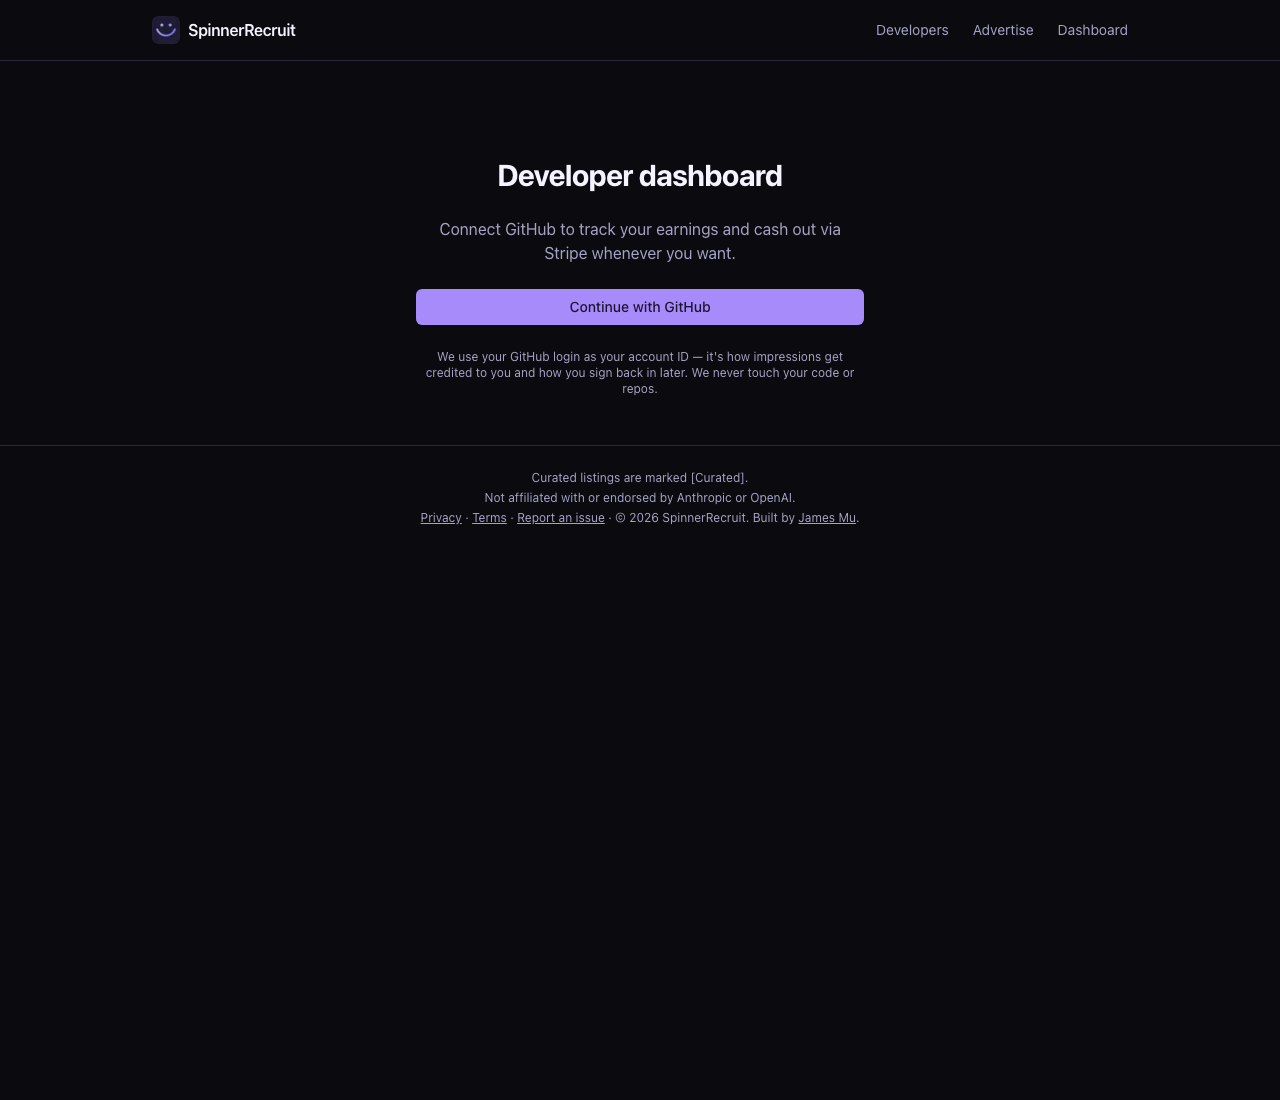 SpinnerRecruit
Developers
Advertise
Dashboard
Developer dashboard
Connect GitHub to track your earnings and cash out via
Stripe whenever you want.
Continue with GitHub
We use your GitHub login as your account ID — it's how impressions get
credited to you and how you sign back in later. We never touch your code or
repos.
Curated listings are marked [Curated].
Not affiliated with or endorsed by Anthropic or OpenAI.
Privacy · Terms · Report an issue · © 2026 SpinnerRecruit. Built by James Mu.